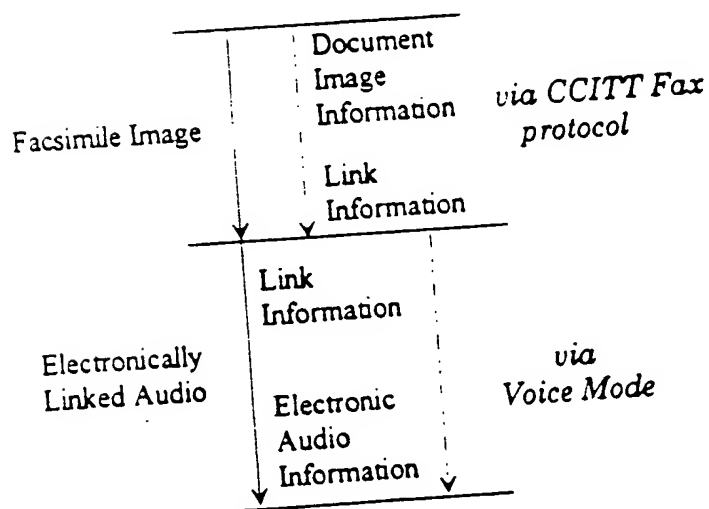 Document
Image
Information
via CCITT Fax
protocol
Facsimile Image
Link
Information
Link
Information
Electronically
Linked Audio
via
Voice Mode
Electronic
Audio
Information